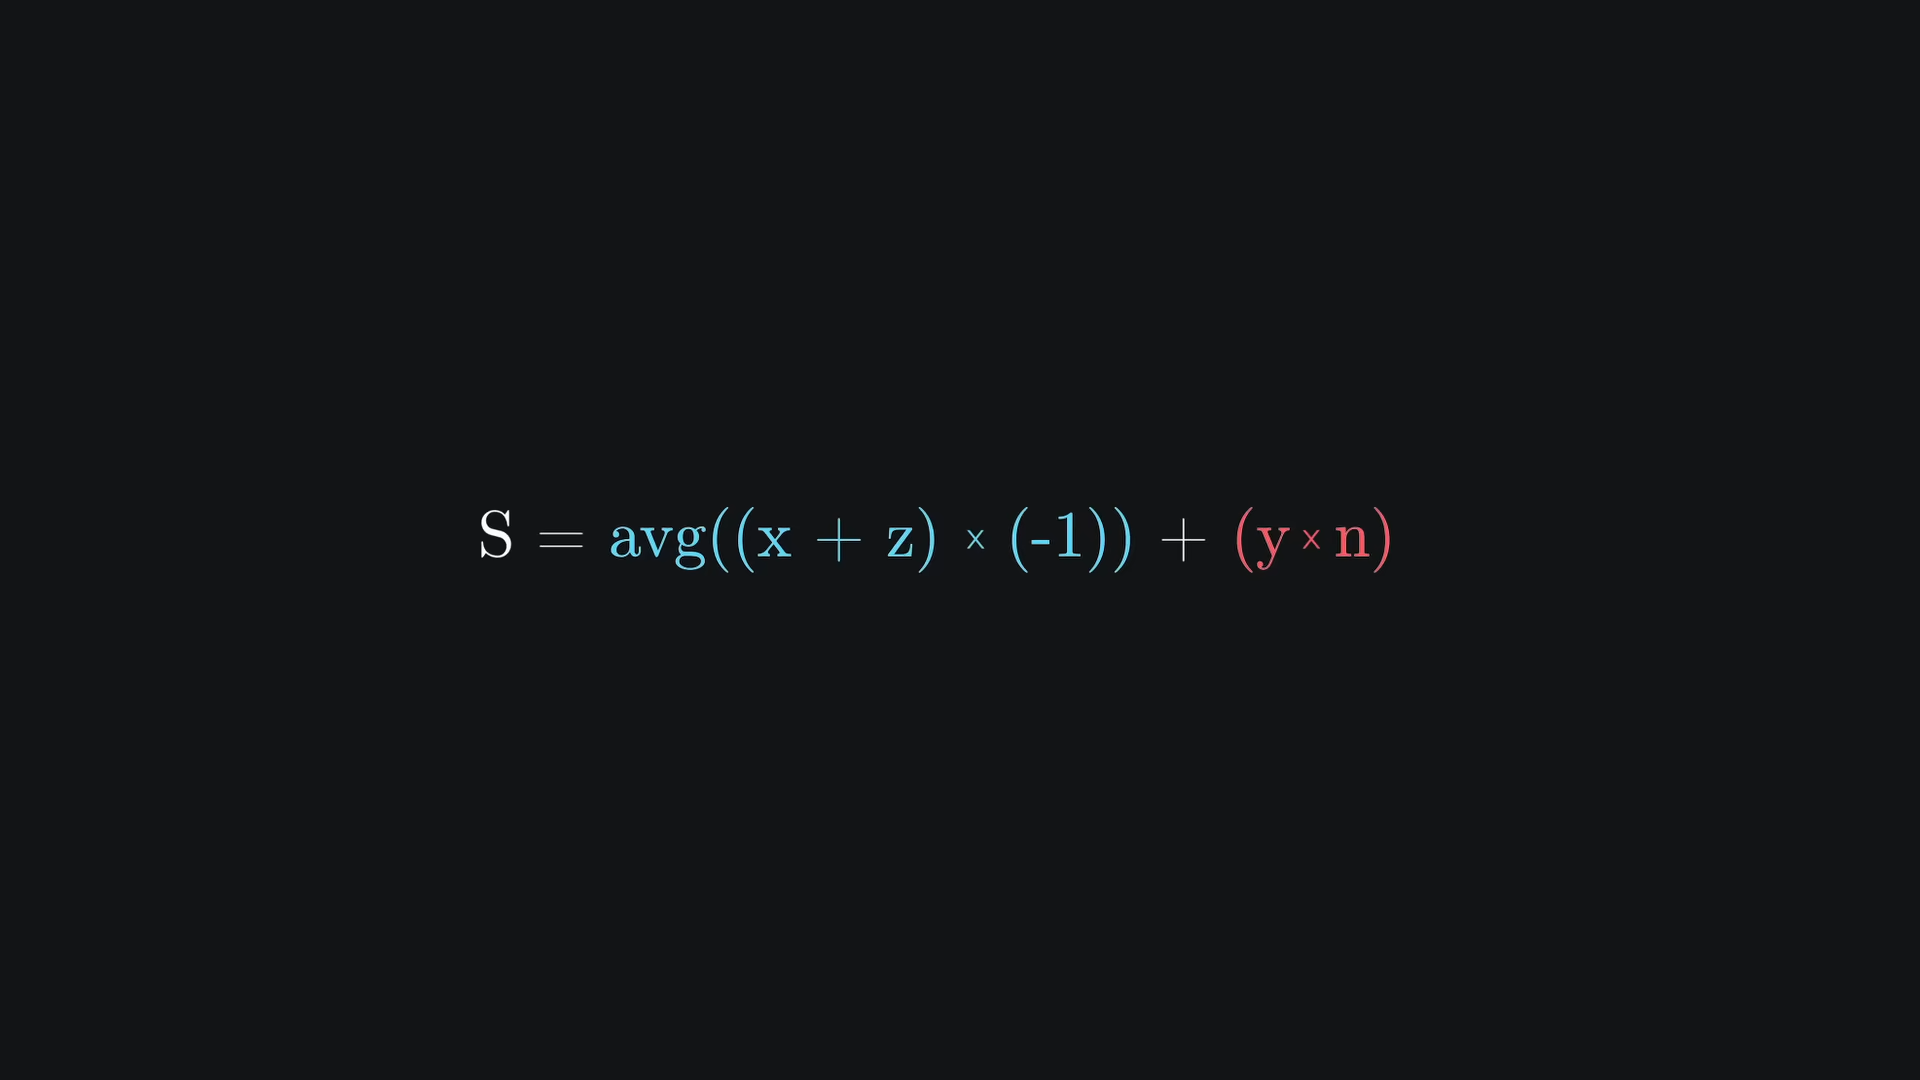 S = avg((x + z) × (-1)) + (y × n)